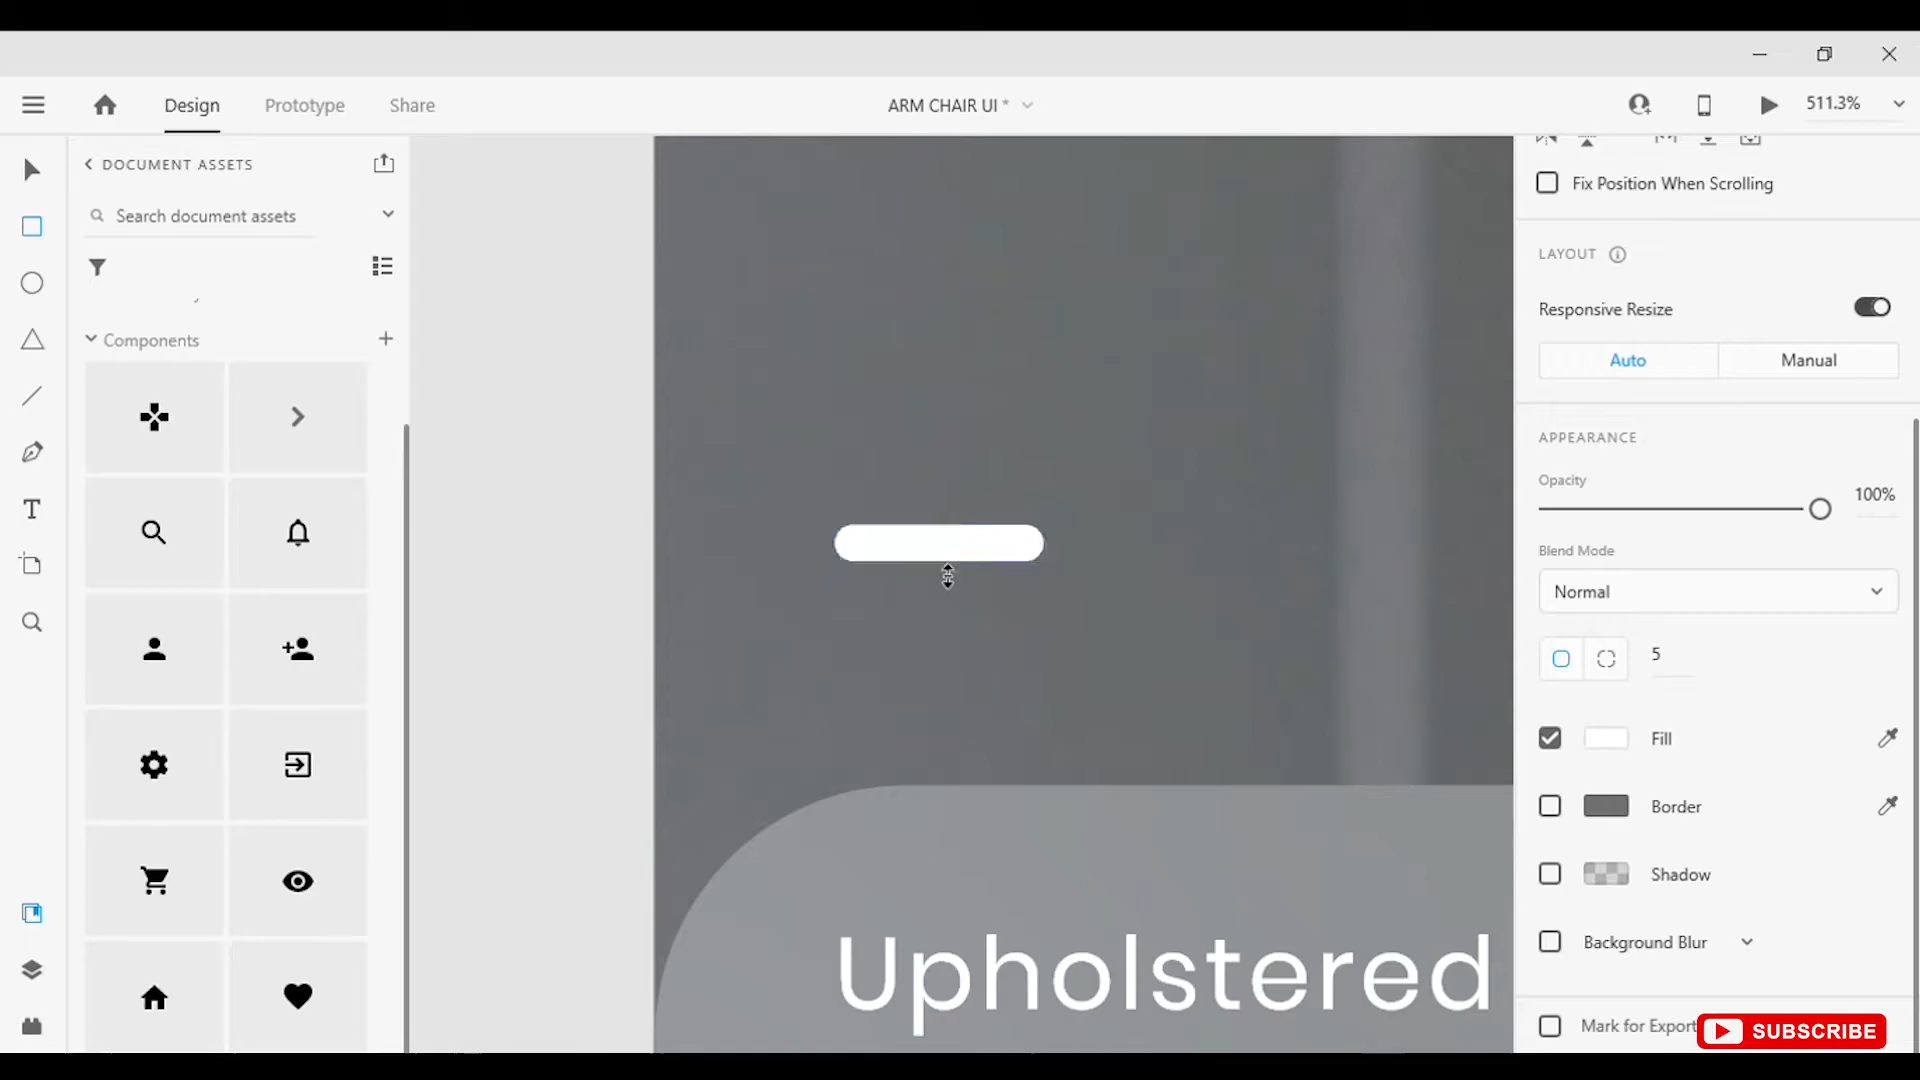 Design
Prototype
Share
ARM CHAIR UI *
511.3%
DOCUMENT ASSETS
Search document assets
Components
Fix Position When Scrolling
LAYOUT
Responsive Resize
Auto
Manual
APPEARANCE
Opacity
100%
Blend Mode
Normal
5
Fill
Border
Shadow
Background Blur
Mark for Export
Upholstered
SUBSCRIBE